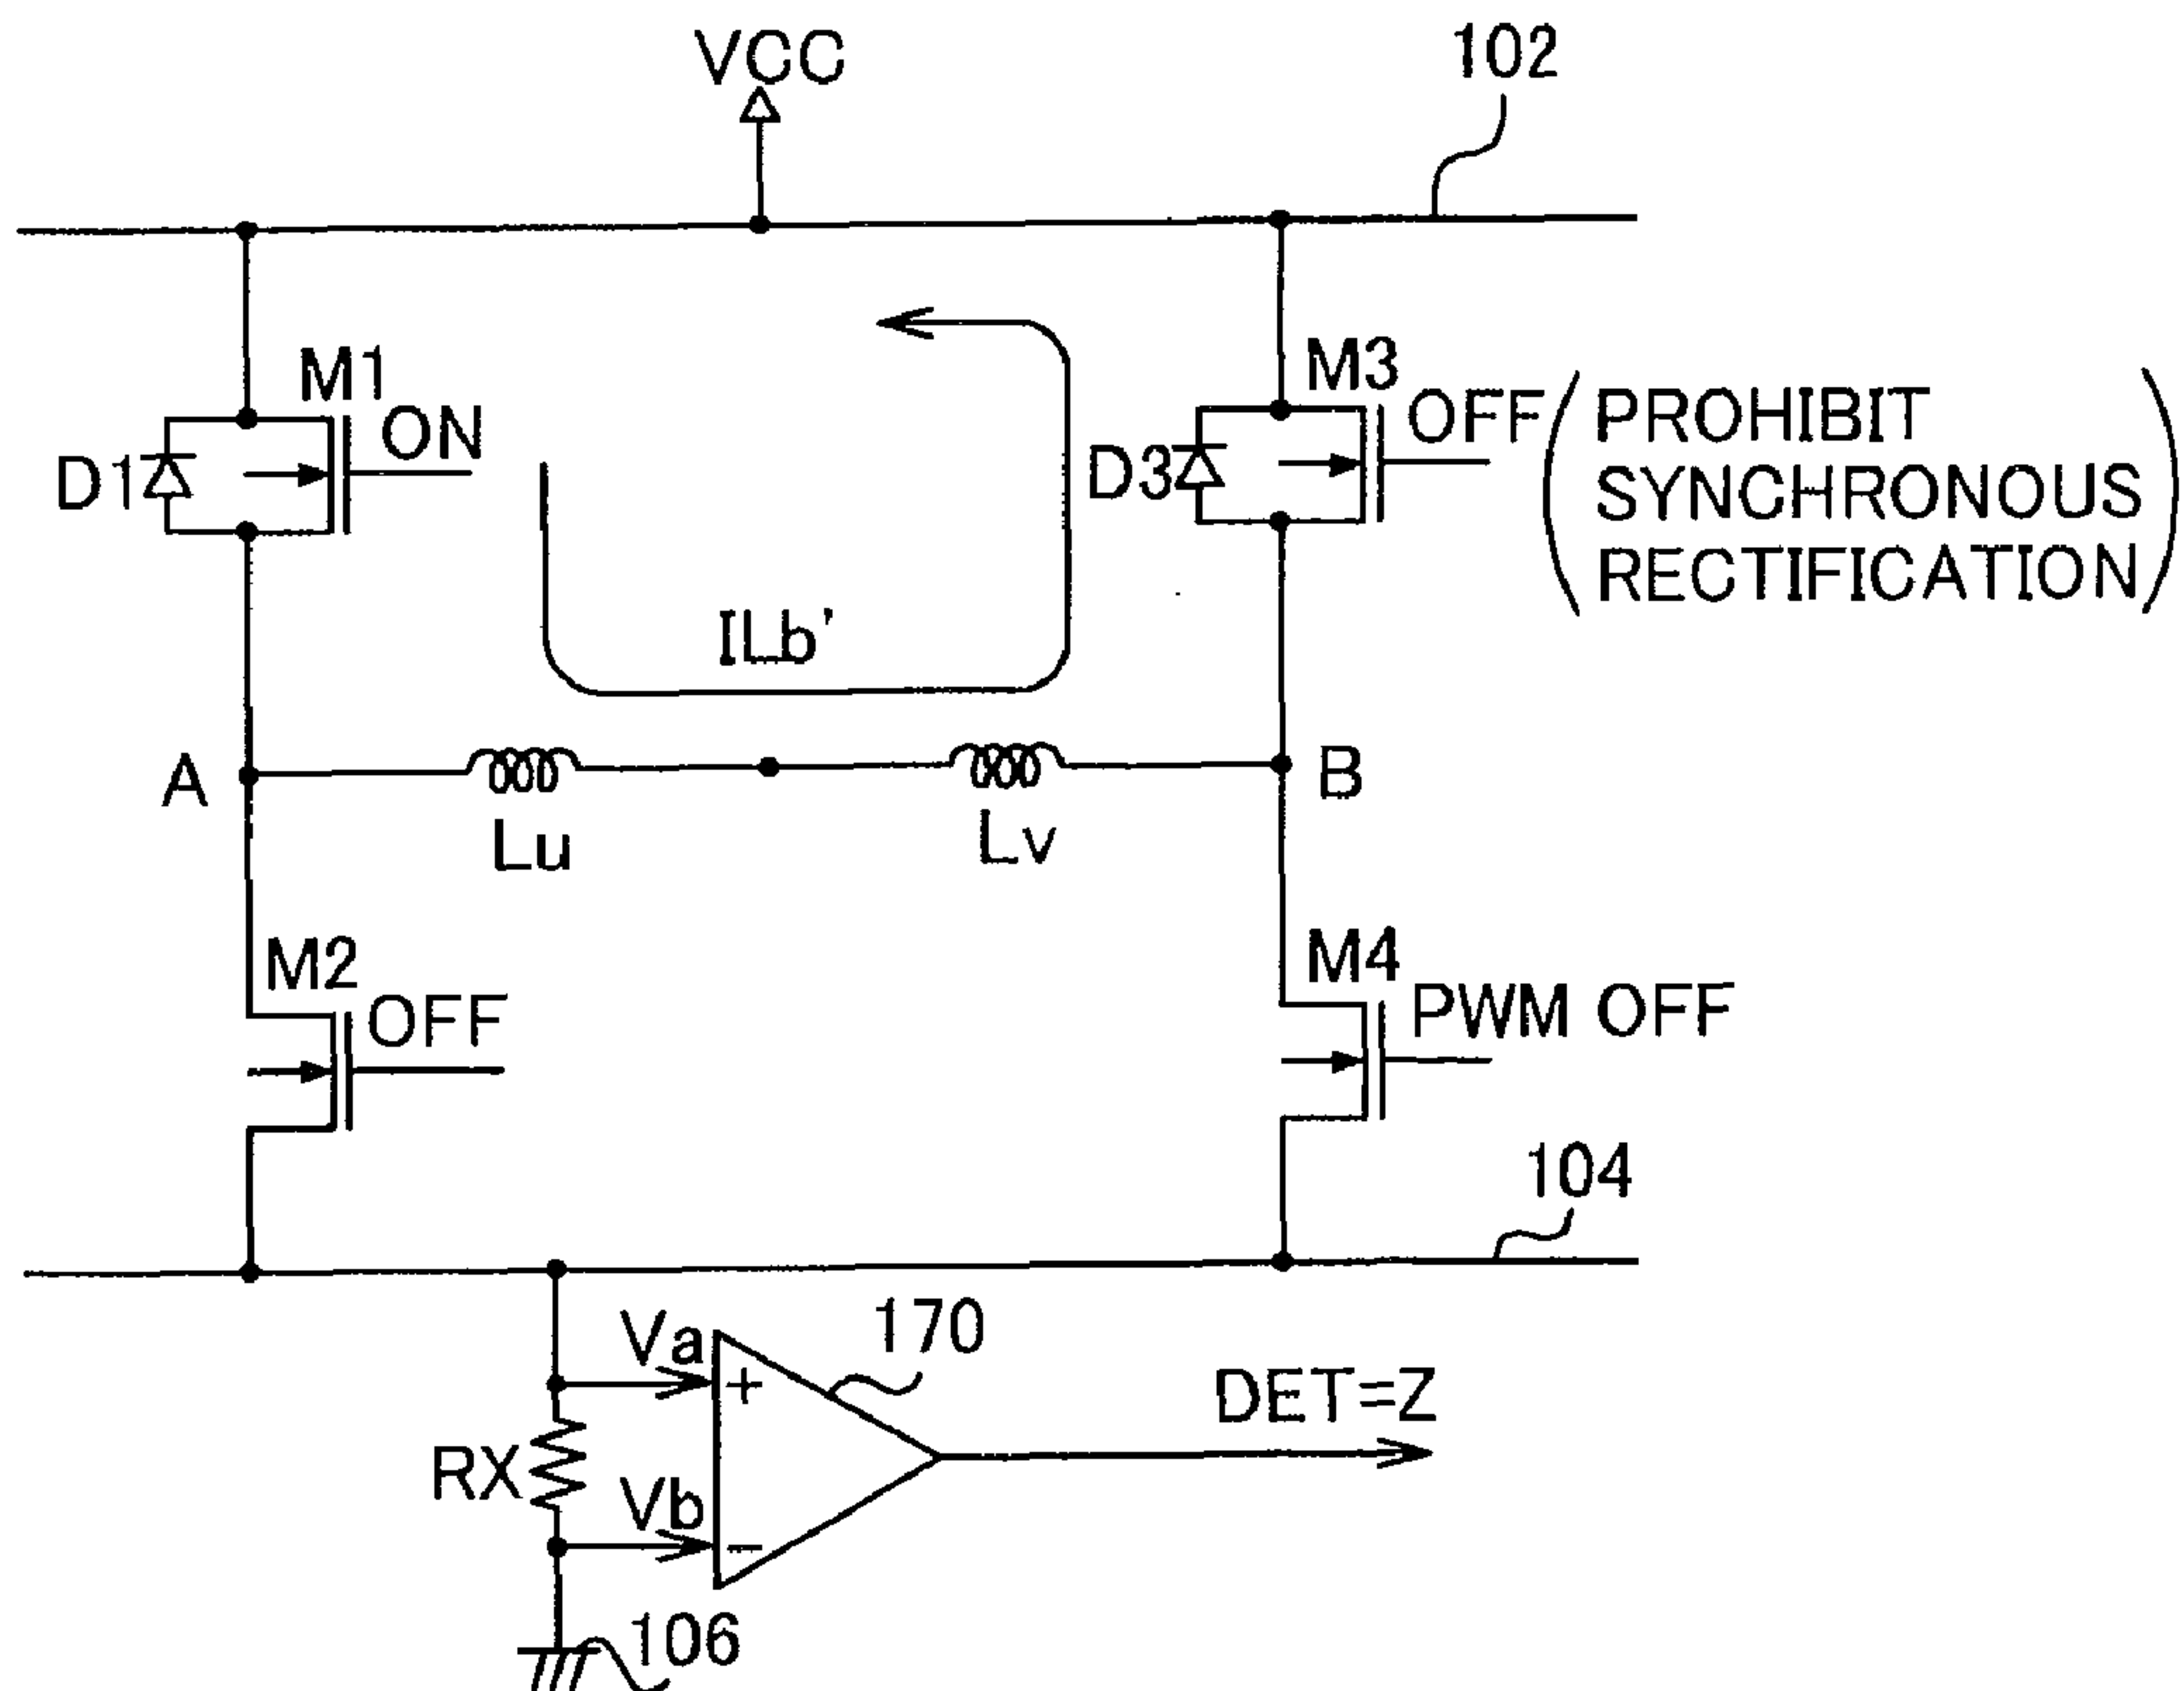 VCC
102
M1
ON
D1
M3
OFF
PROHIBIT
SYNCHRONOUS
RECTIFICATION
D3
ILb'
A
B
Lu
Lv
M2
OFF
M4
PWM OFF
104
Va
+
170
DET=Z
RX
Vb
−
106